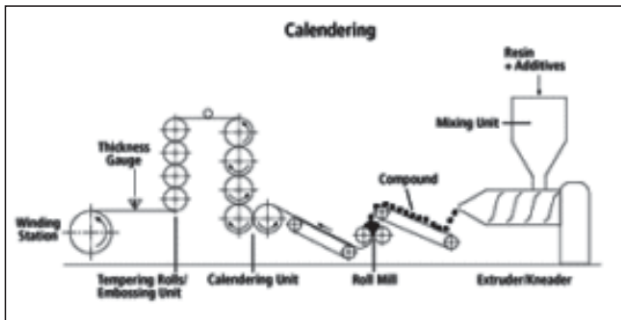 Calendering
Resin
+ Additives
Mixing Unit
Thickness
Gauge
Compound
Winding
Station
Tempering Rolls/
Embossing Unit
Calendering Unit
Roll Mill
Extruder/Kneader